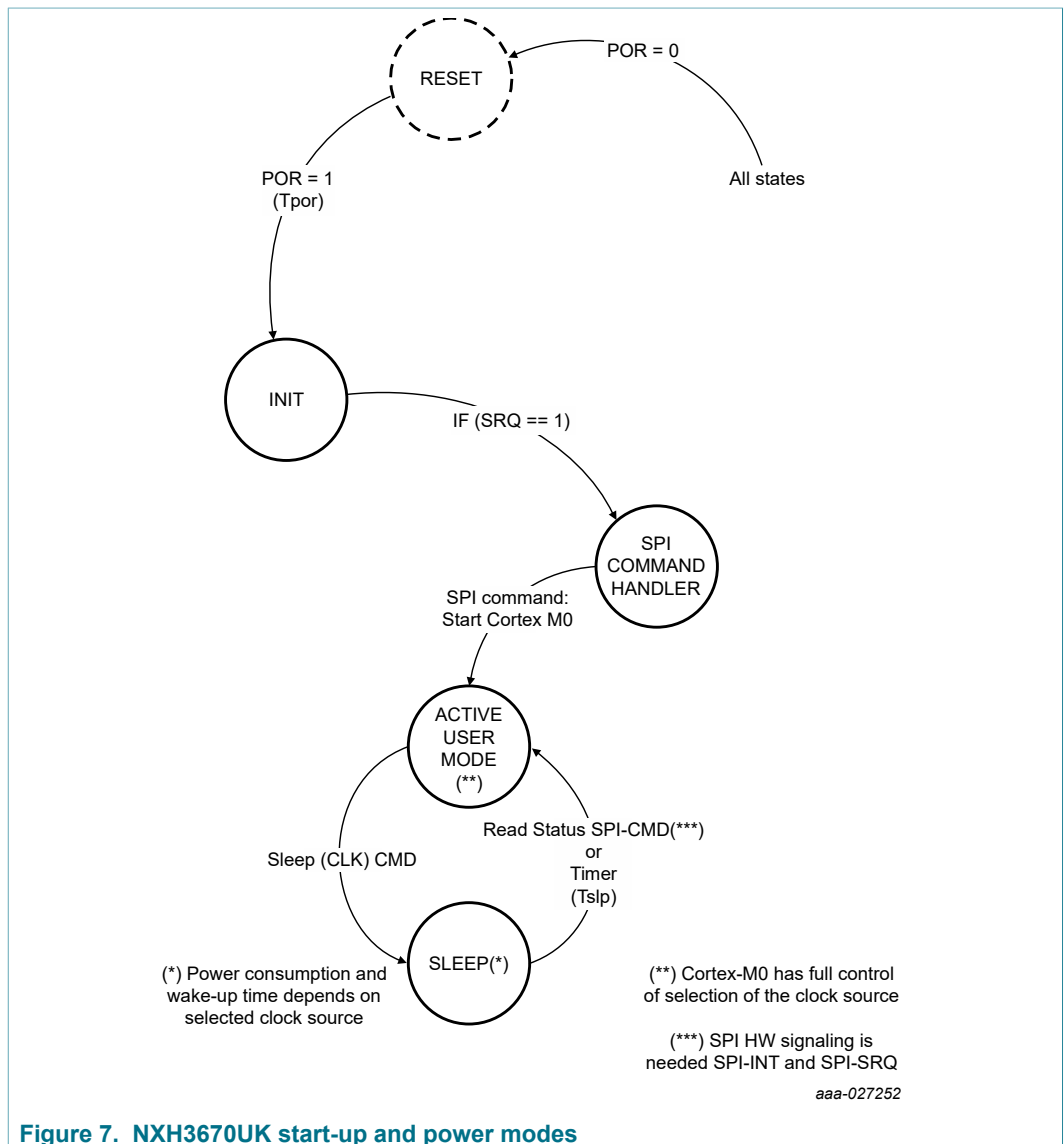 POR = 0
RESET
POR = 1
(Tpor)
All states
INIT
IF (SRQ == 1)
SPI
COMMAND
HANDLER
SPI command:
Start Cortex M0
ACTIVE
USER
MODE
(**)
Read Status SPI-CMD(***)
or
Timer
(Tslp)
Sleep (CLK) CMD
SLEEP(*)
(*) Power consumption and
wake-up time depends on
selected clock source
(**) Cortex-M0 has full control
of selection of the clock source
(***) SPI HW signaling is
needed SPI-INT and SPI-SRQ
aaa-027252
Figure 7. NXH3670UK start-up and power modes